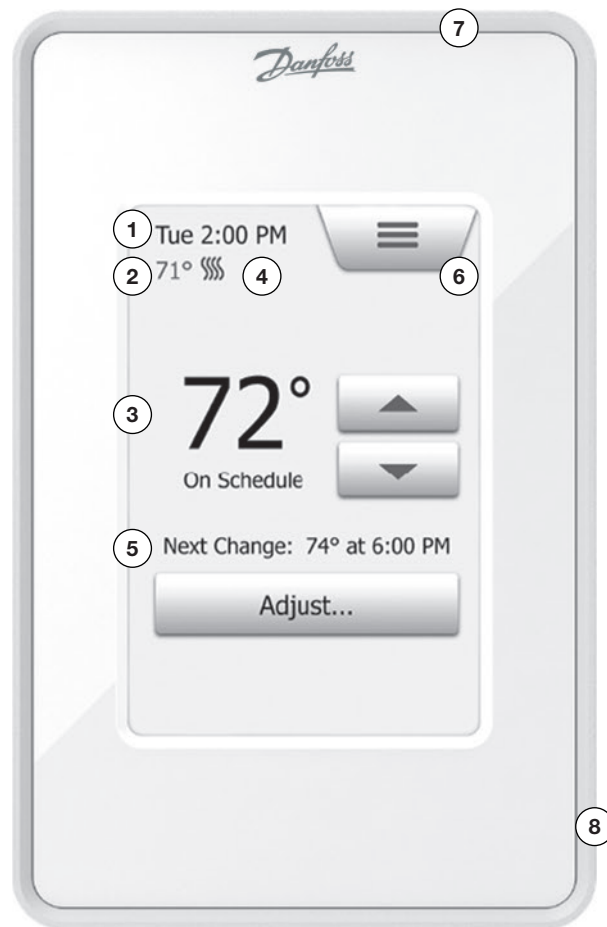 7
Danfoss
1 Tue 2:00 PM
2 71° 4 6
3 72°
On Schedule
5 Next Change: 74° at 6:00 PM
Adjust...
8